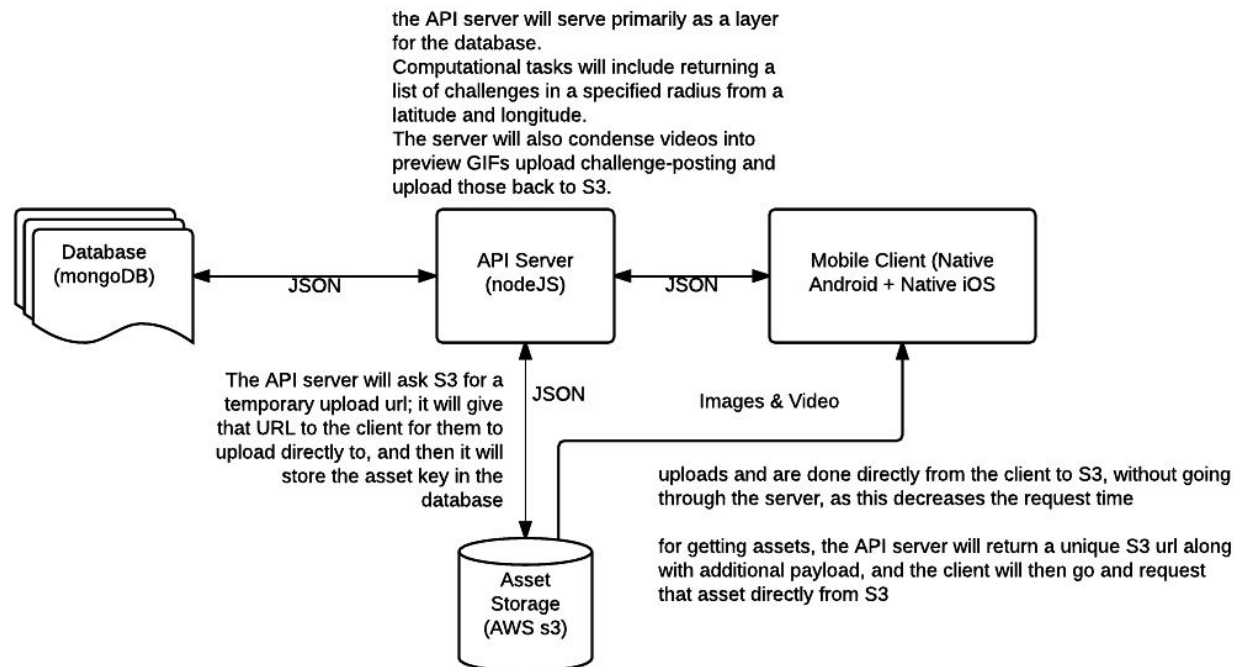 the API server will serve primarily as a layer
for the database.
Computational tasks will include returning a
list of challenges in a specified radius from a
latitude and longitude.
The server will also condense videos into
preview GIFs upload challenge-posting and
upload those back to S3.
Database
(mongoDB)
JSON
API Server
(nodeJS)
JSON
Mobile Client (Native
Android + Native iOS
The API server will ask S3 for a
temporary upload url; it will give
that URL to the client for them to
upload directly to, and then it will
store the asset key in the
database
JSON
Images & Video
uploads and are done directly from the client to S3, without going
through the server, as this decreases the request time
for getting assets, the API server will return a unique S3 url along
with additional payload, and the client will then go and request
that asset directly from S3
Asset
Storage
(AWS s3)